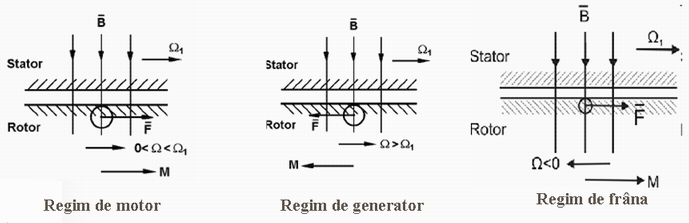 B̄
Ω₁
Stator
Rotor
F̄
0<Ω<Ω₁
M
Regim de motor
B̄
Ω₁
Stator
Rotor
F̄
Ω>Ω₁
M
Regim de generator
B̄
Ω₁
Stator
Rotor
F̄
Ω<0
M
Regim de frâna